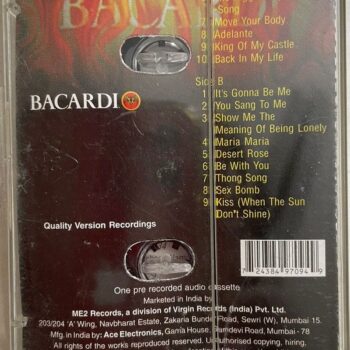 BACARDI
Song
7 Move Your Body
8 Adelante
9 King Of My Castle
10 Back In My Life
Side B
1 It's Gonna Be Me
2 You Sang To Me
3 Show Me The
Meaning Of Being Lonely
4 Maria Maria
5 Desert Rose
6 Be With You
7 Thong Song
8 Sex Bomb
9 Kiss (When The Sun
Don't Shine)
BACARDI
Quality Version Recordings
7 24384 97094 9
One pre recorded audio cassette
Marketed in India by
ME2 Records, a division of Virgin Records (India) Pvt. Ltd.
203/204 'A' Wing, Navbharat Estate, Zakaria Bunder Road, Sewri (W), Mumbai 15.
Mfg. in India by: Ace Electronics, Gamia House, Ramdevi Road, Mumbai - 78
All rights of the works reproduced reserved. Unauthorised copying, hiring,